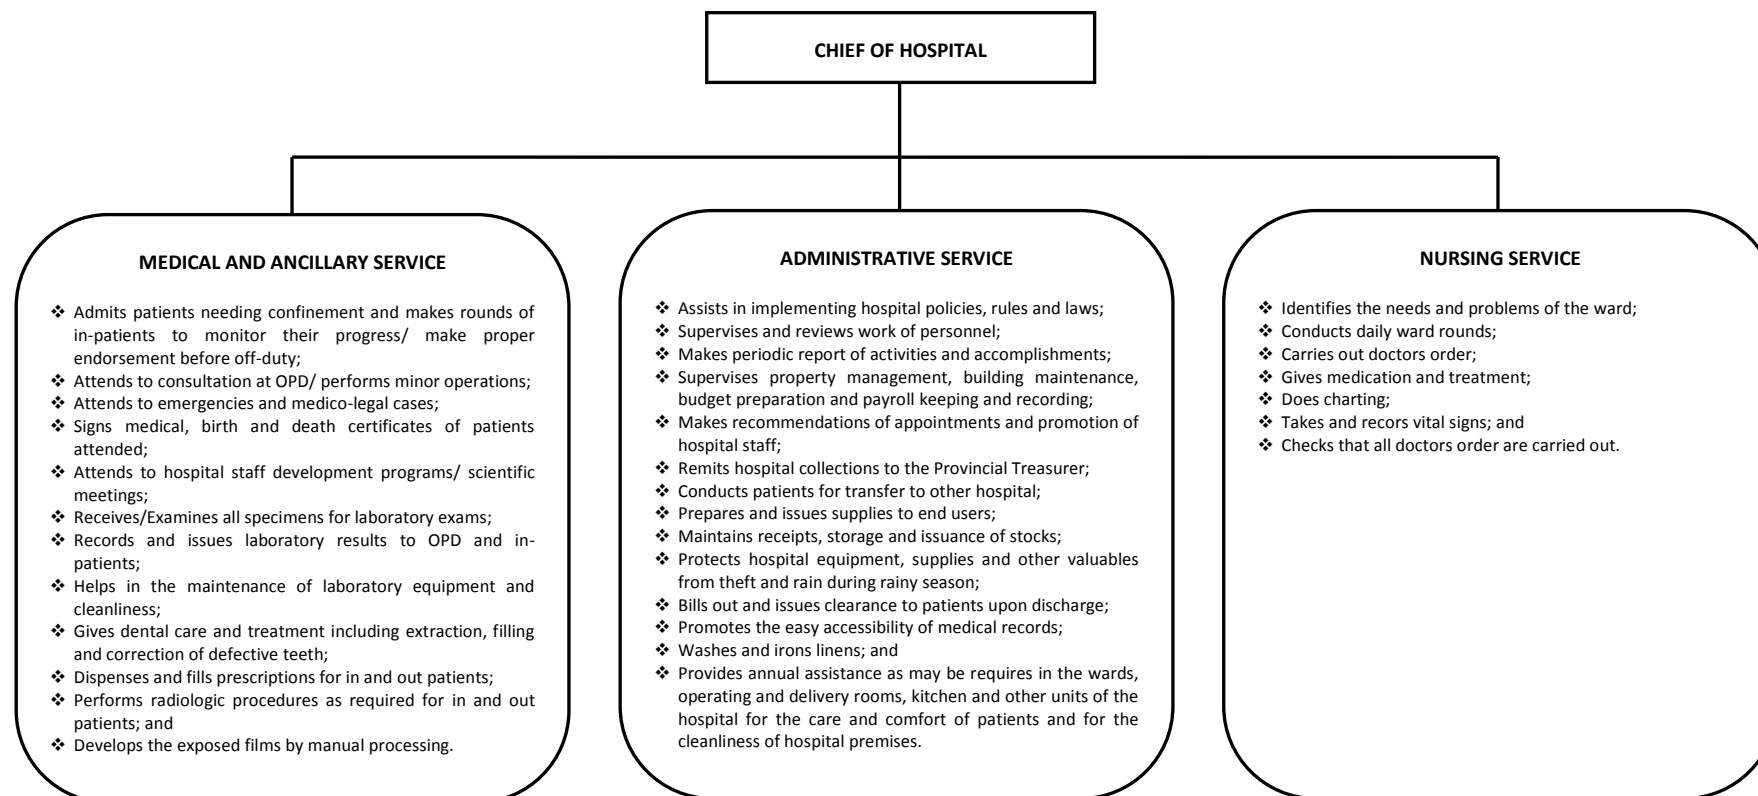 CHIEF OF HOSPITAL
MEDICAL AND ANCILLARY SERVICE
❖ Admits patients needing confinement and makes rounds of
in-patients to monitor their progress/ make proper
endorsement before off-duty;
❖ Attends to consultation at OPD/ performs minor operations;
❖ Attends to emergencies and medico-legal cases;
❖ Signs medical, birth and death certificates of patients
attended;
❖ Attends to hospital staff development programs/ scientific
meetings;
❖ Receives/Examines all specimens for laboratory exams;
❖ Records and issues laboratory results to OPD and in-
patients;
❖ Helps in the maintenance of laboratory equipment and
cleanliness;
❖ Gives dental care and treatment including extraction, filling
and correction of defective teeth;
❖ Dispenses and fills prescriptions for in and out patients;
❖ Performs radiologic procedures as required for in and out
patients; and
❖ Develops the exposed films by manual processing.
ADMINISTRATIVE SERVICE
❖ Assists in implementing hospital policies, rules and laws;
❖ Supervises and reviews work of personnel;
❖ Makes periodic report of activities and accomplishments;
❖ Supervises property management, building maintenance,
budget preparation and payroll keeping and recording;
❖ Makes recommendations of appointments and promotion of
hospital staff;
❖ Remits hospital collections to the Provincial Treasurer;
❖ Conducts patients for transfer to other hospital;
❖ Prepares and issues supplies to end users;
❖ Maintains receipts, storage and issuance of stocks;
❖ Protects hospital equipment, supplies and other valuables
from theft and rain during rainy season;
❖ Bills out and issues clearance to patients upon discharge;
❖ Promotes the easy accessibility of medical records;
❖ Washes and irons linens; and
❖ Provides annual assistance as may be requires in the wards,
operating and delivery rooms, kitchen and other units of the
hospital for the care and comfort of patients and for the
cleanliness of hospital premises.
NURSING SERVICE
❖ Identifies the needs and problems of the ward;
❖ Conducts daily ward rounds;
❖ Carries out doctors order;
❖ Gives medication and treatment;
❖ Does charting;
❖ Takes and recors vital signs; and
❖ Checks that all doctors order are carried out.